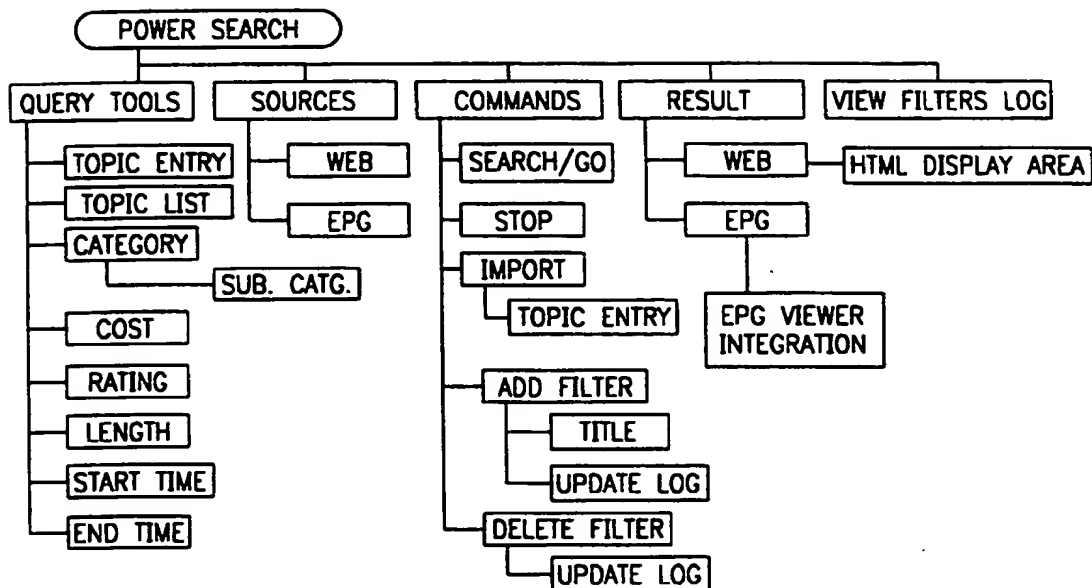 POWER SEARCH
QUERY TOOLS
TOPIC ENTRY
TOPIC LIST
CATEGORY
SUB. CATG.
COST
RATING
LENGTH
START TIME
END TIME
SOURCES
WEB
EPG
COMMANDS
SEARCH/GO
STOP
IMPORT
TOPIC ENTRY
ADD FILTER
TITLE
UPDATE LOG
DELETE FILTER
UPDATE LOG
RESULT
WEB
HTML DISPLAY AREA
EPG
EPG VIEWER
INTEGRATION
VIEW FILTERS LOG